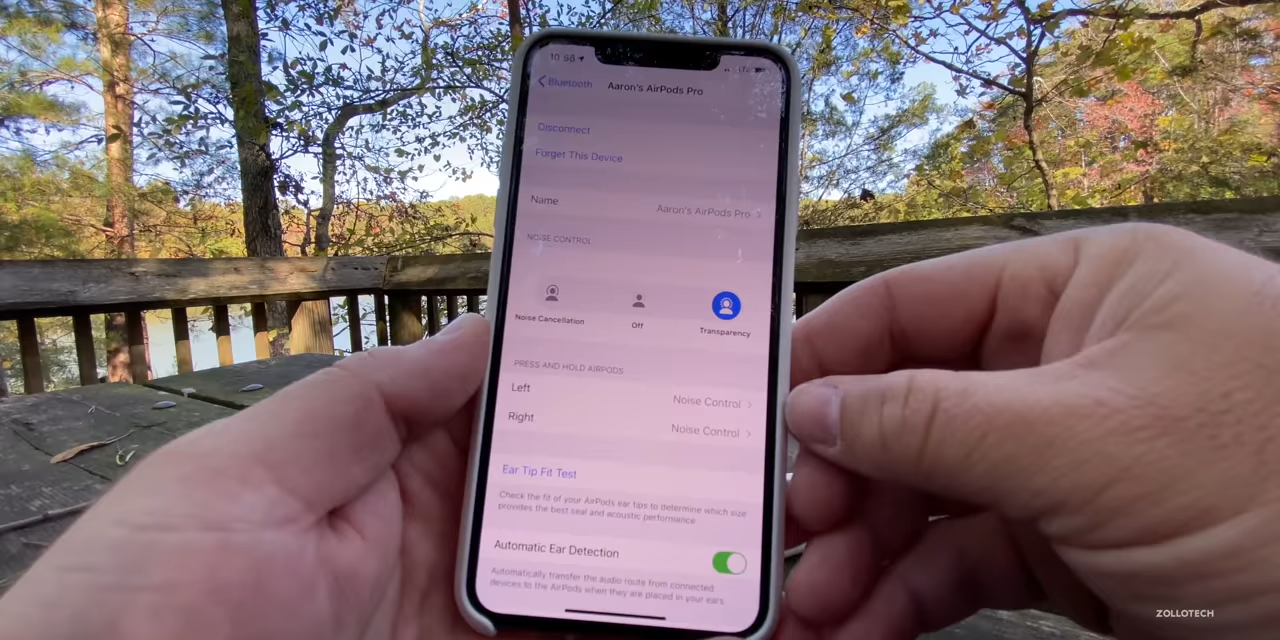 10:56
LTE
Bluetooth
Aaron's AirPods Pro
Disconnect
Forget This Device
Name
Aaron's AirPods Pro
NOISE CONTROL
Noise Cancellation
Off
Transparency
PRESS AND HOLD AIRPODS
Left
Noise Control
Right
Noise Control
Ear Tip Fit Test
Check the fit of your AirPods ear tips to determine which size
provides the best seal and acoustic performance
Automatic Ear Detection
Automatically transfer the audio route from connected
devices to the AirPods when they are placed in your ears
ZOLLOTECH